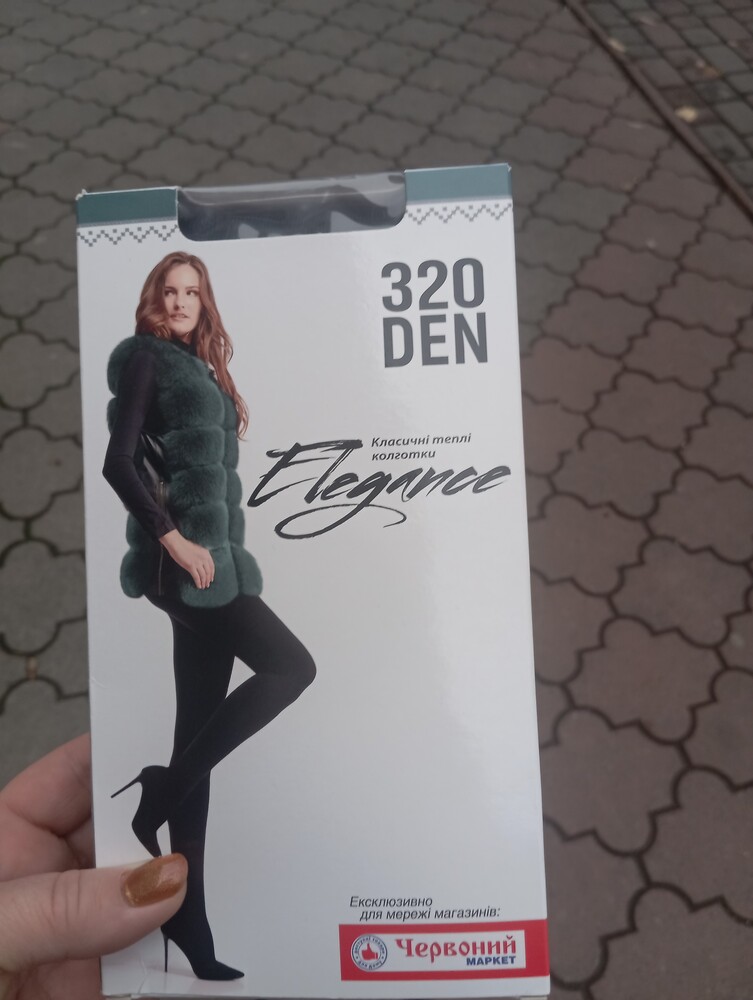 320
DEN
Класичні теплі
колготки
Elegance
Ексклюзивно
для мережі магазинів:
Червоний
МАРКЕТ